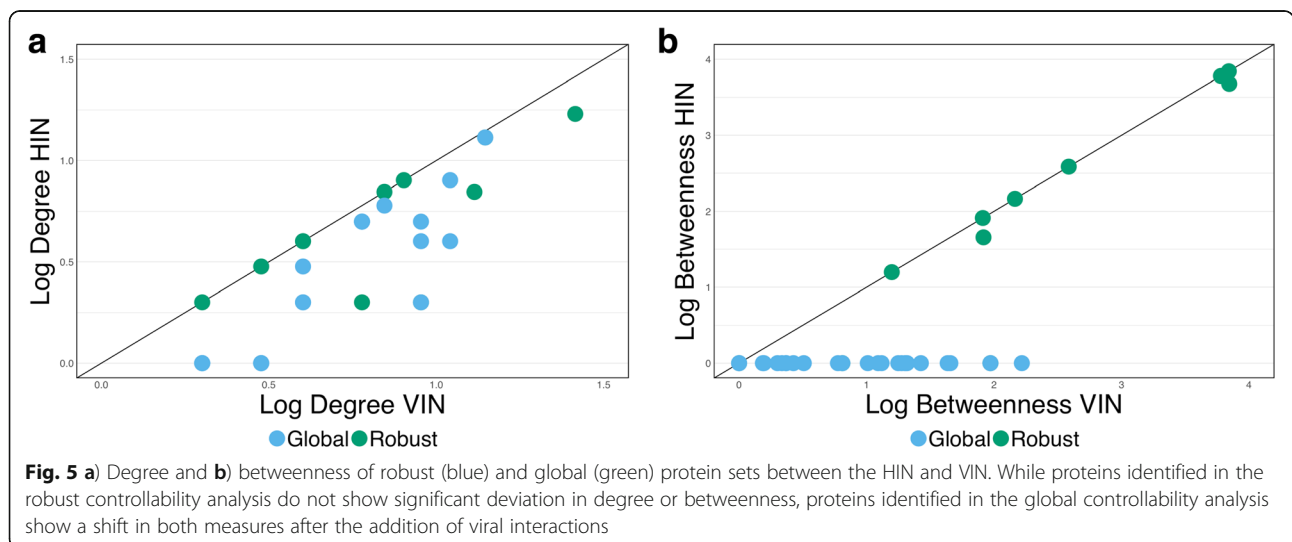 a
b
1.5
1.0
0.5
0.0
Log Degree HIN
0.0
0.5
1.0
1.5
Log Degree VIN
Global Robust
4
3
2
1
0
Log Betweenness HIN
0
1
2
3
4
Log Betweenness VIN
Global Robust
Fig. 5 a) Degree and b) betweenness of robust (blue) and global (green) protein sets between the HIN and VIN. While proteins identified in the
robust controllability analysis do not show significant deviation in degree or betweenness, proteins identified in the global controllability analysis
show a shift in both measures after the addition of viral interactions